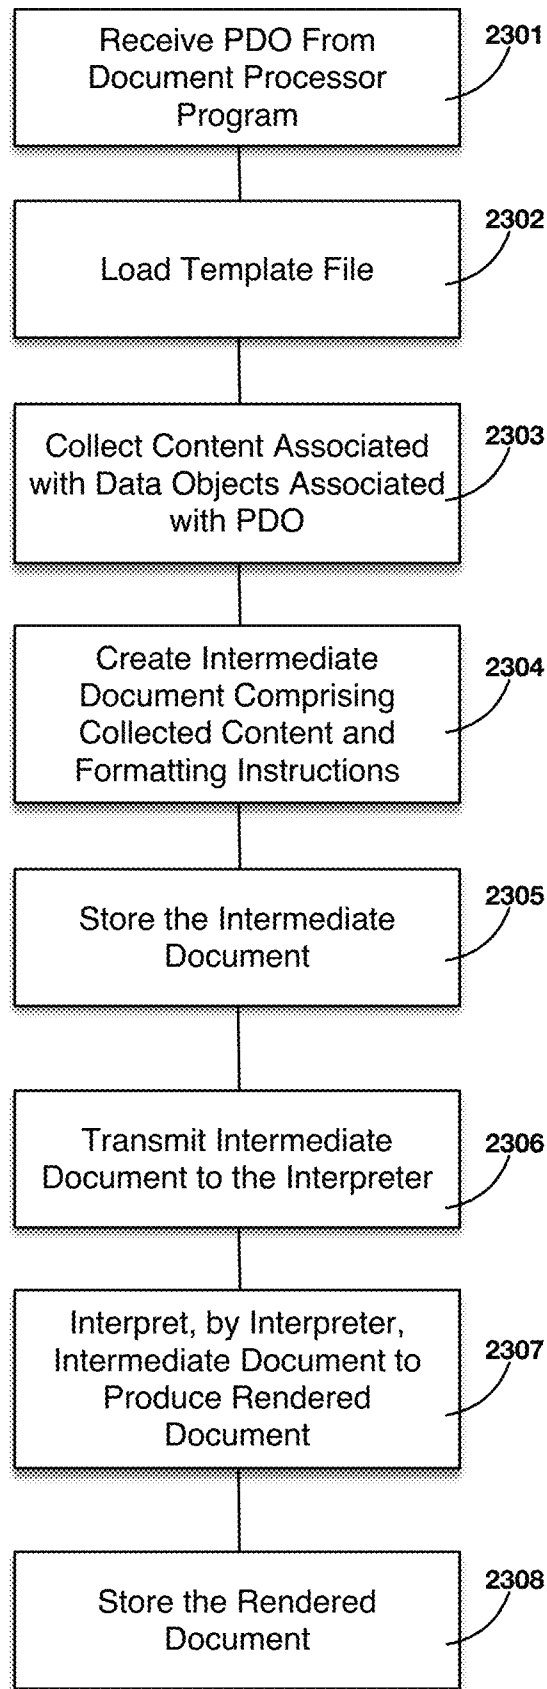 Receive PDO From
Document Processor
Program
2301
Load Template File
2302
Collect Content Associated
with Data Objects Associated
with PDO
2303
Create Intermediate
Document Comprising
Collected Content and
Formatting Instructions
2304
Store the Intermediate
Document
2305
Transmit Intermediate
Document to the Interpreter
2306
Interpret, by Interpreter,
Intermediate Document to
Produce Rendered
Document
2307
Store the Rendered
Document
2308